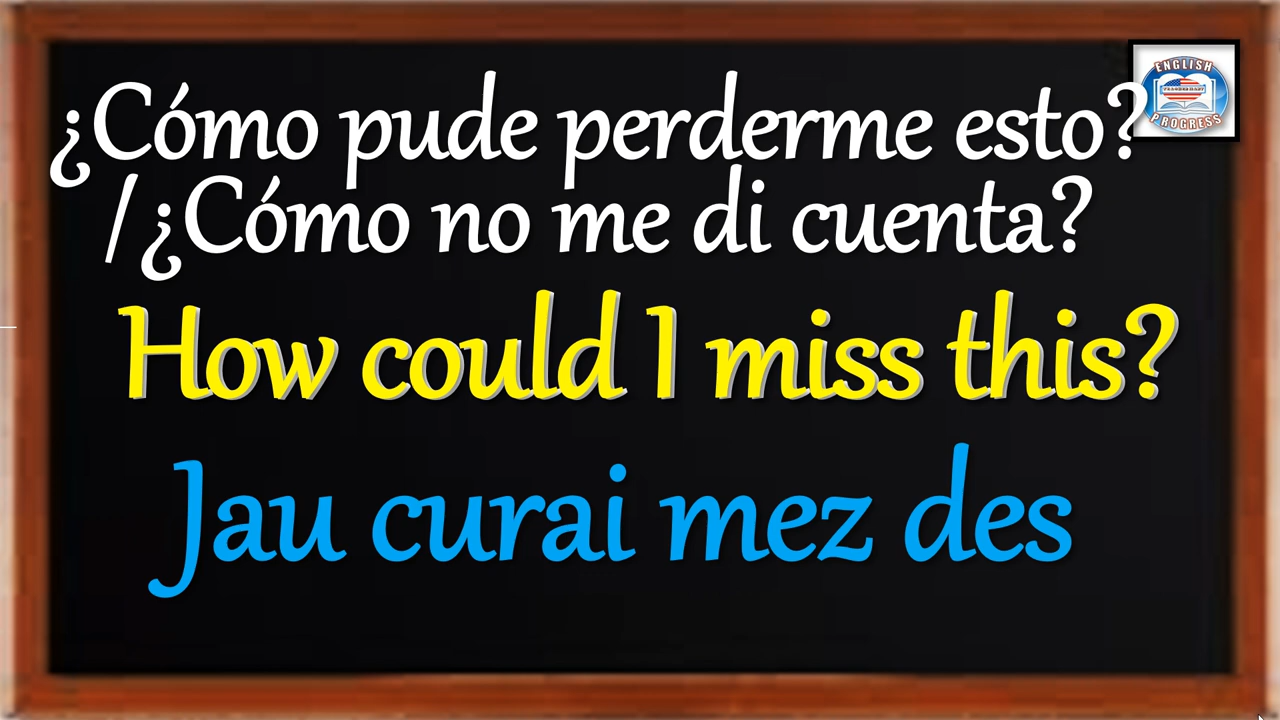 ¿Cómo pude perderme esto?
/¿Cómo no me di cuenta?
How could I miss this?
Jau curai mez des
ENGLISH
PROGRESS